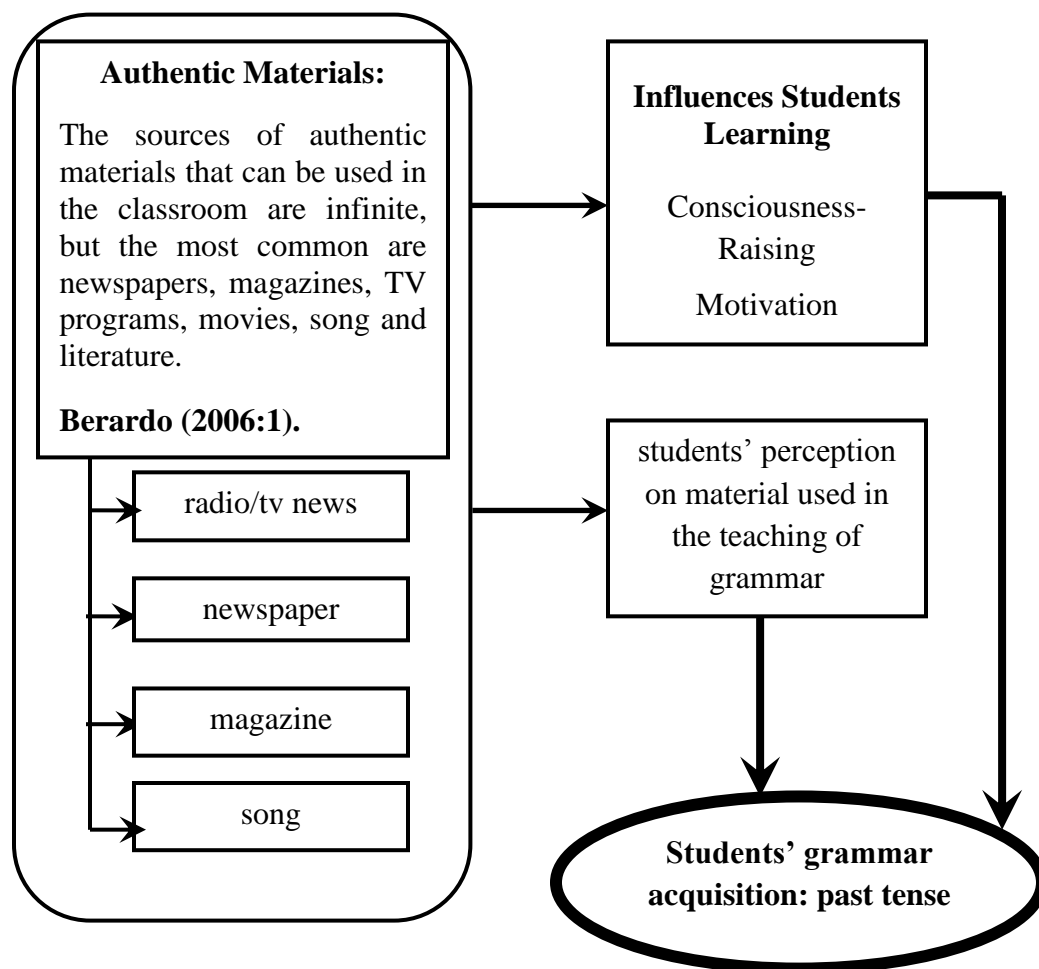 Authentic Materials:
The sources of authentic
materials that can be used in
the classroom are infinite,
but the most common are
newspapers, magazines, TV
programs, movies, song and
literature.
Berardo (2006:1).
radio/tv news
newspaper
magazine
song
Influences Students
Learning
Consciousness-
Raising
Motivation
students’ perception
on material used in
the teaching of
grammar
Students’ grammar
acquisition: past tense